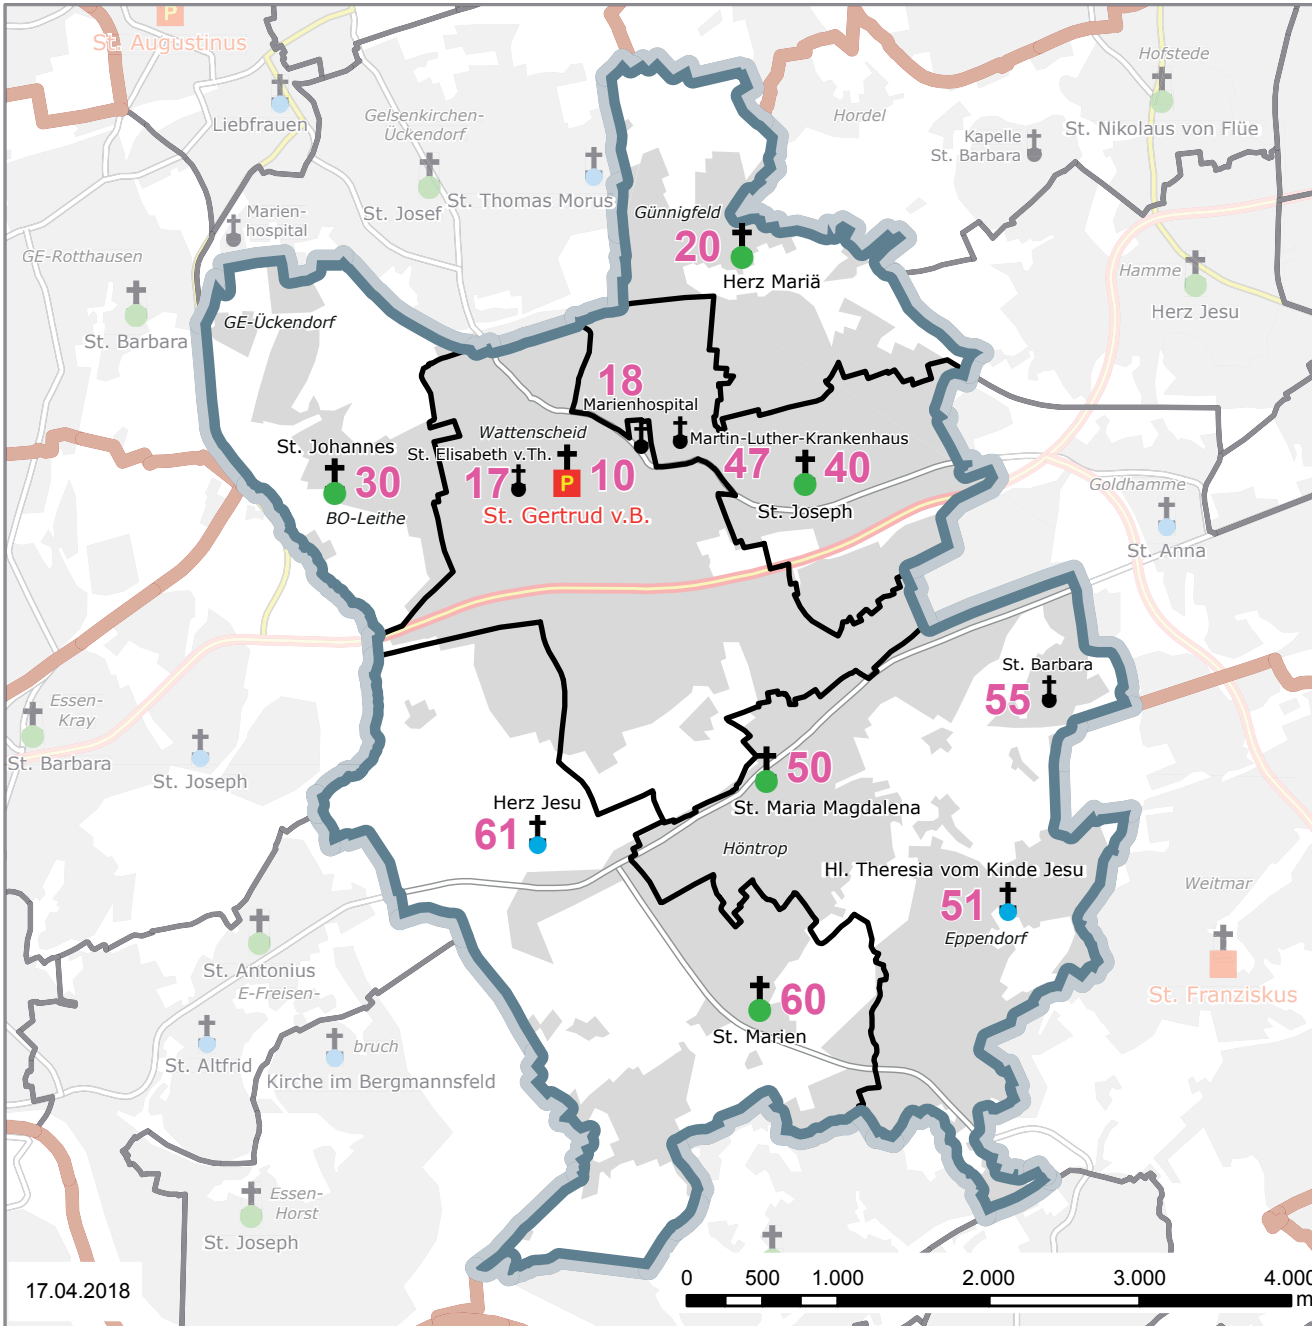 P
St. Augustinus
Liebfrauen
Gelsenkirchen-
Ückendorf
St. Josef
St. Thomas Morus
Marien-
hospital
GE-Rotthausen
St. Barbara
Hordel
Hofstede
St. Nikolaus von Flüe
Kapelle
St. Barbara
Hamme
Herz Jesu
Günnigfeld
20
Herz Mariä
GE-Ückendorf
18
Marienhospital
Martin-Luther-Krankenhaus
47
40
St. Joseph
St. Johannes
30
BO-Leithe
Wattenscheid
St. Elisabeth v.Th.
17
P
10
St. Gertrud v.B.
Goldhamme
St. Anna
St. Barbara
55
Essen-
Kray
St. Barbara
St. Joseph
50
St. Maria Magdalena
Herz Jesu
61
Höntrop
Hl. Theresia vom Kinde Jesu
51
Eppendorf
Weitmar
St. Franziskus
St. Antonius
E-Freisen-
bruch
St. Altfrid
Kirche im Bergmannsfeld
60
St. Marien
Essen-
Horst
St. Joseph
17.04.2018
0 500 1.000 2.000 3.000 4.000
m